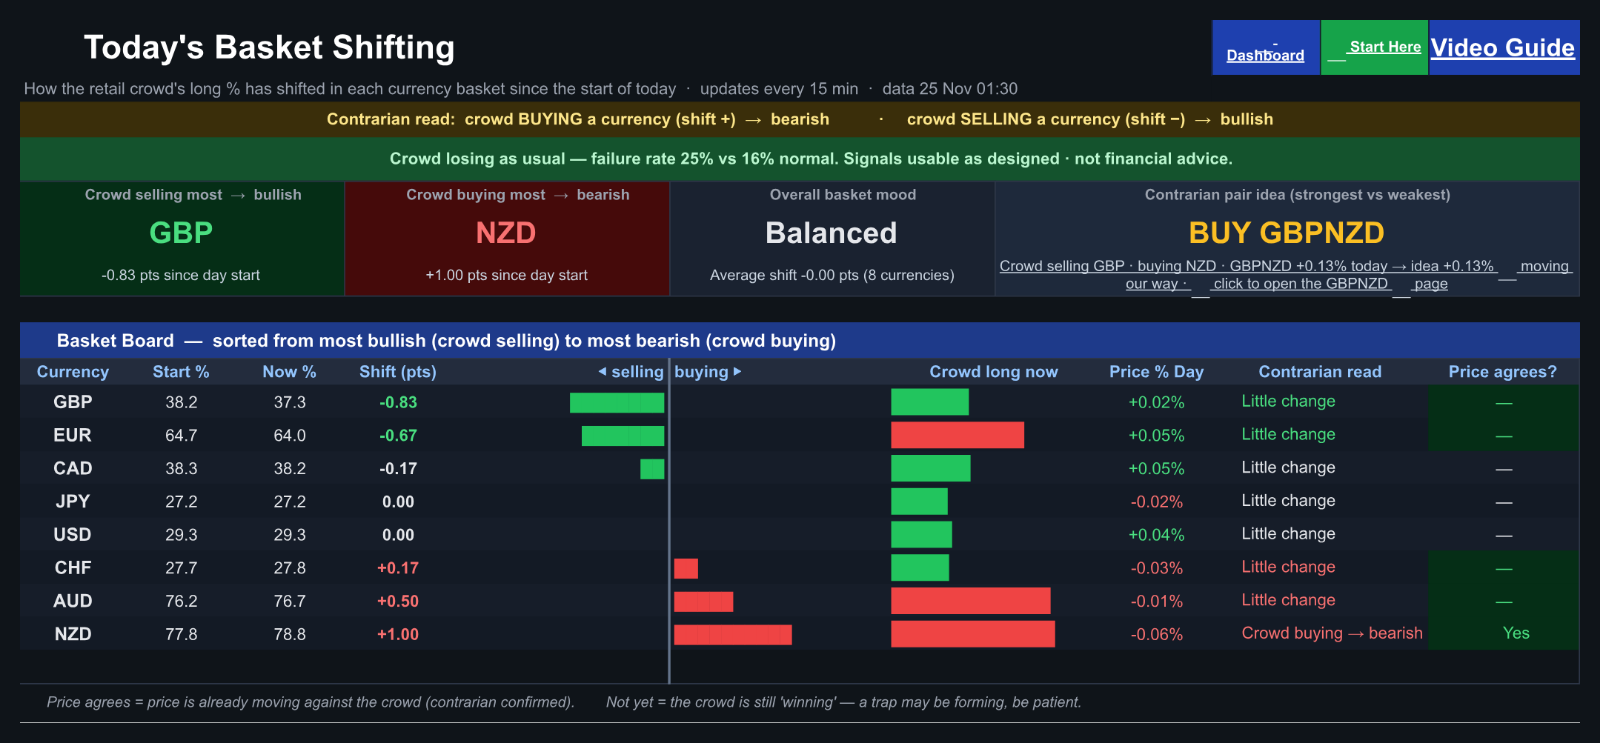 Today's Basket Shifting
Dashboard
Start Here
Video Guide
How the retail crowd's long % has shifted in each currency basket since the start of today · updates every 15 min · data 25 Nov 01:30
Contrarian read: crowd BUYING a currency (shift +) → bearish · crowd SELLING a currency (shift −) → bullish
Crowd losing as usual — failure rate 25% vs 16% normal. Signals usable as designed · not financial advice.
Crowd selling most → bullish
GBP
-0.83 pts since day start
Crowd buying most → bearish
NZD
+1.00 pts since day start
Overall basket mood
Balanced
Average shift -0.00 pts (8 currencies)
Contrarian pair idea (strongest vs weakest)
BUY GBPNZD
Crowd selling GBP · buying NZD · GBPNZD +0.13% today → idea +0.13% moving
our way · click to open the GBPNZD page
Basket Board — sorted from most bullish (crowd selling) to most bearish (crowd buying)
Currency Start % Now % Shift (pts) ◄ selling buying ► Crowd long now Price % Day Contrarian read Price agrees?
GBP 38.2 37.3 -0.83 +0.02% Little change —
EUR 64.7 64.0 -0.67 +0.05% Little change —
CAD 38.3 38.2 -0.17 +0.05% Little change —
JPY 27.2 27.2 0.00 -0.02% Little change —
USD 29.3 29.3 0.00 +0.04% Little change —
CHF 27.7 27.8 +0.17 -0.03% Little change —
AUD 76.2 76.7 +0.50 -0.01% Little change —
NZD 77.8 78.8 +1.00 -0.06% Crowd buying → bearish Yes
Price agrees = price is already moving against the crowd (contrarian confirmed). Not yet = the crowd is still 'winning' — a trap may be forming, be patient.